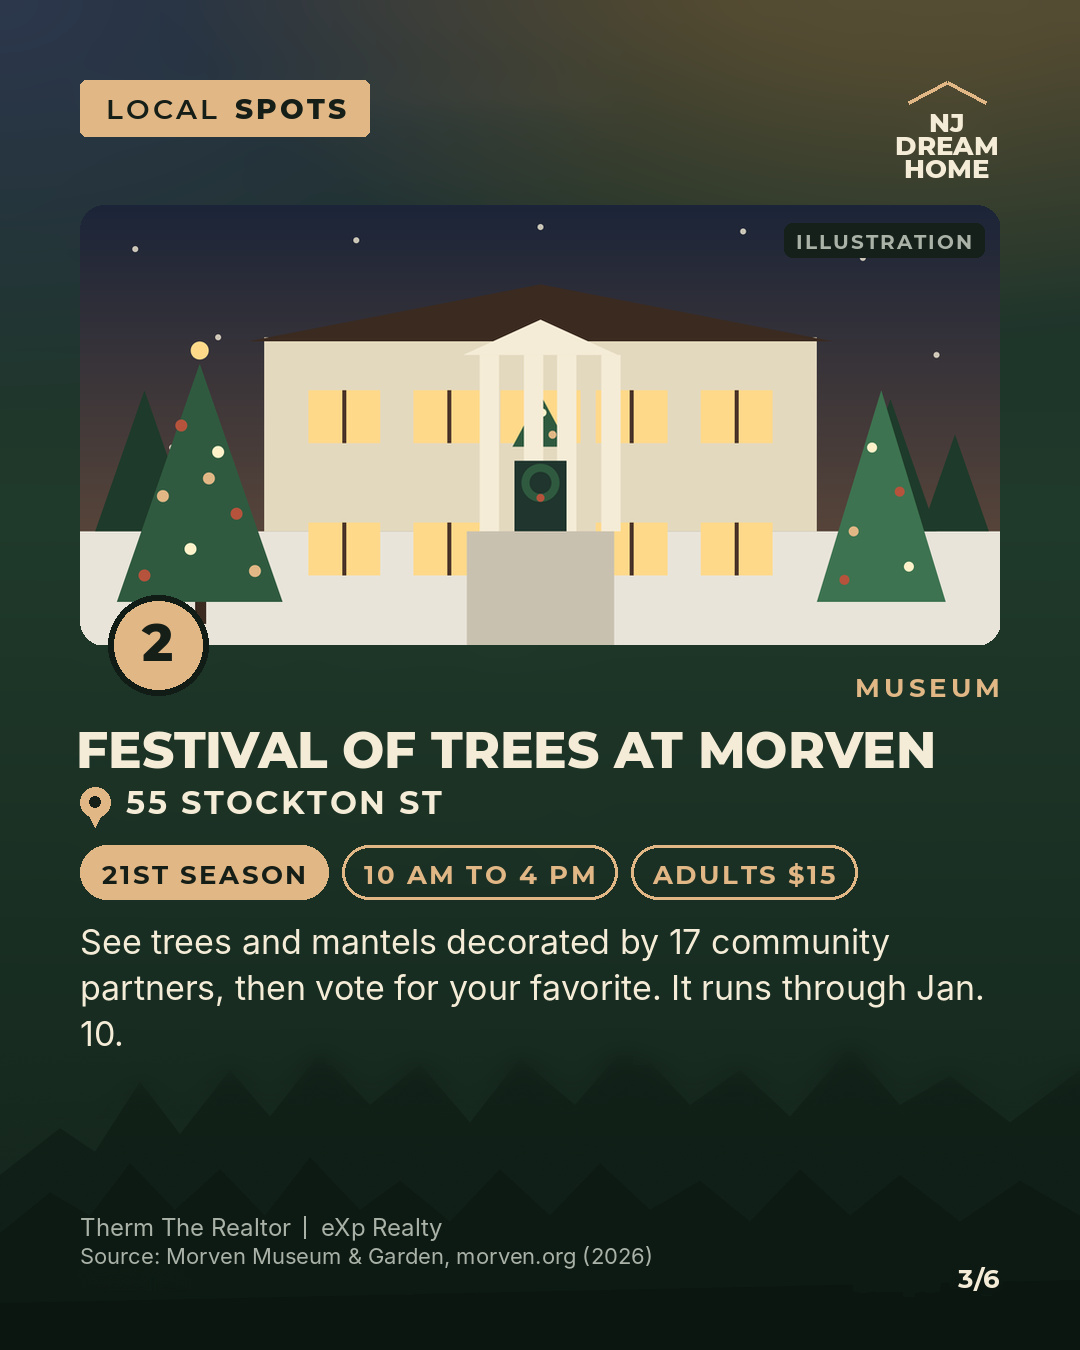 LOCAL SPOTS
NJ
DREAM
HOME
ILLUSTRATION
2
MUSEUM
FESTIVAL OF TREES AT MORVEN
55 STOCKTON ST
21ST SEASON
10 AM TO 4 PM
ADULTS $15
See trees and mantels decorated by 17 community
partners, then vote for your favorite. It runs through Jan.
10.
Therm The Realtor | eXp Realty
Source: Morven Museum & Garden, morven.org (2026)
3/6